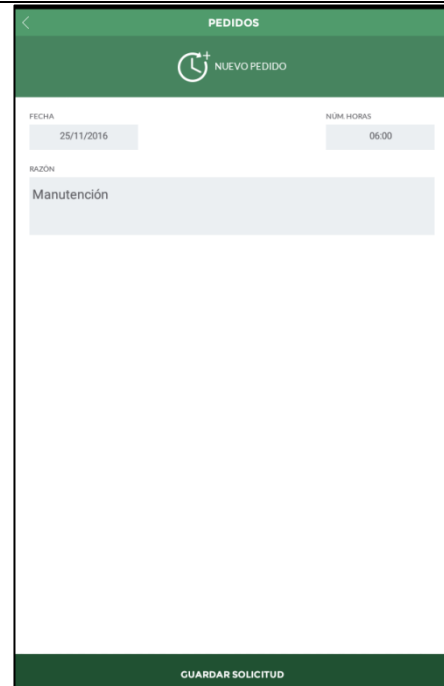 PEDIDOS
NUEVO PEDIDO
FECHA
NÚM. HORAS
25/11/2016
06:00
RAZÓN
Manutención
GUARDAR SOLICITUD